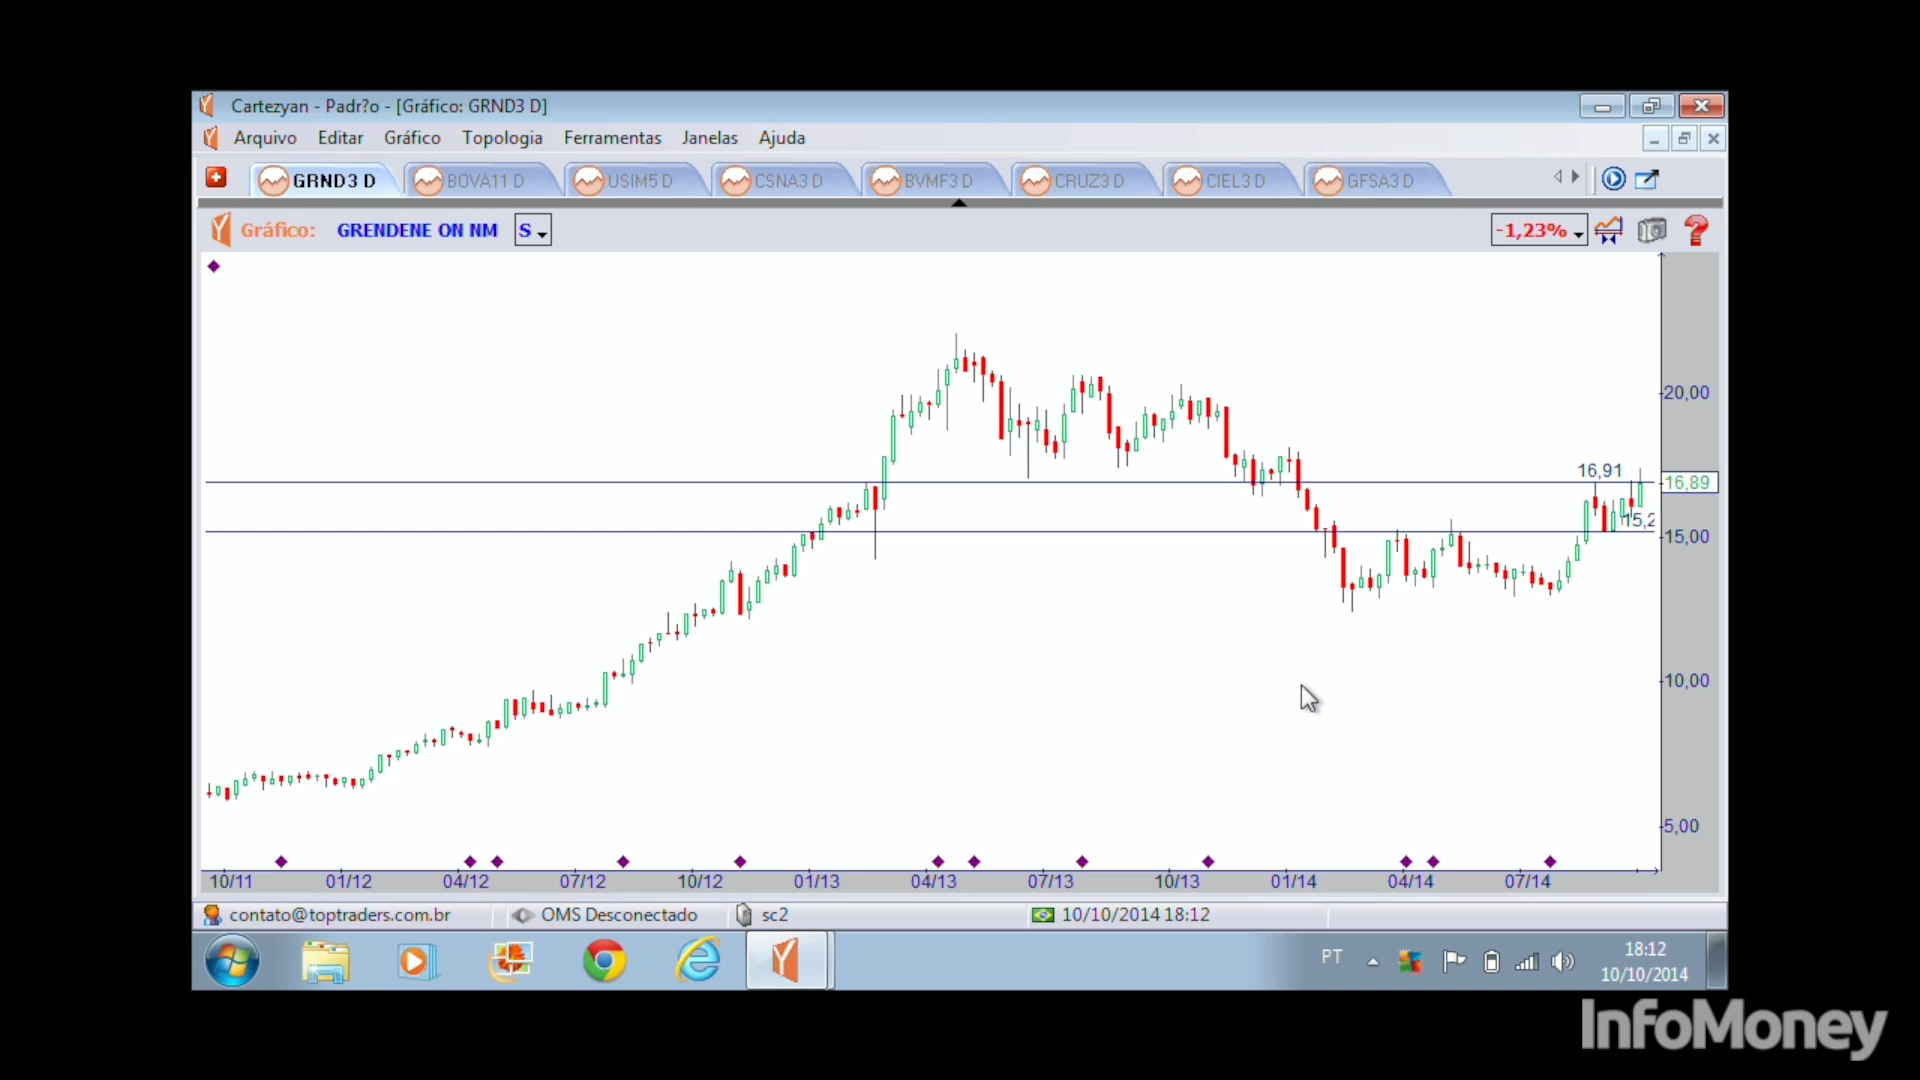 Cartezyan - Padr?o - [Gráfico: GRND3 D]
Arquivo Editar Gráfico Topologia Ferramentas Janelas Ajuda
GRND3 D BOVA11 D USIM5 D CSNA3 D BVMF3 D CRUZ3 D CIEL3 D GFSA3 D
Gráfico: GRENDENE ON NM S -1,23%
20,00
16,91
16,89
15,2
15,00
10,00
5,00
10/11 01/12 04/12 07/12 10/12 01/13 04/13 07/13 10/13 01/14 04/14 07/14
contato@toptraders.com.br OMS Desconectado sc2 10/10/2014 18:12
PT 18:12
10/10/2014
InfoMoney